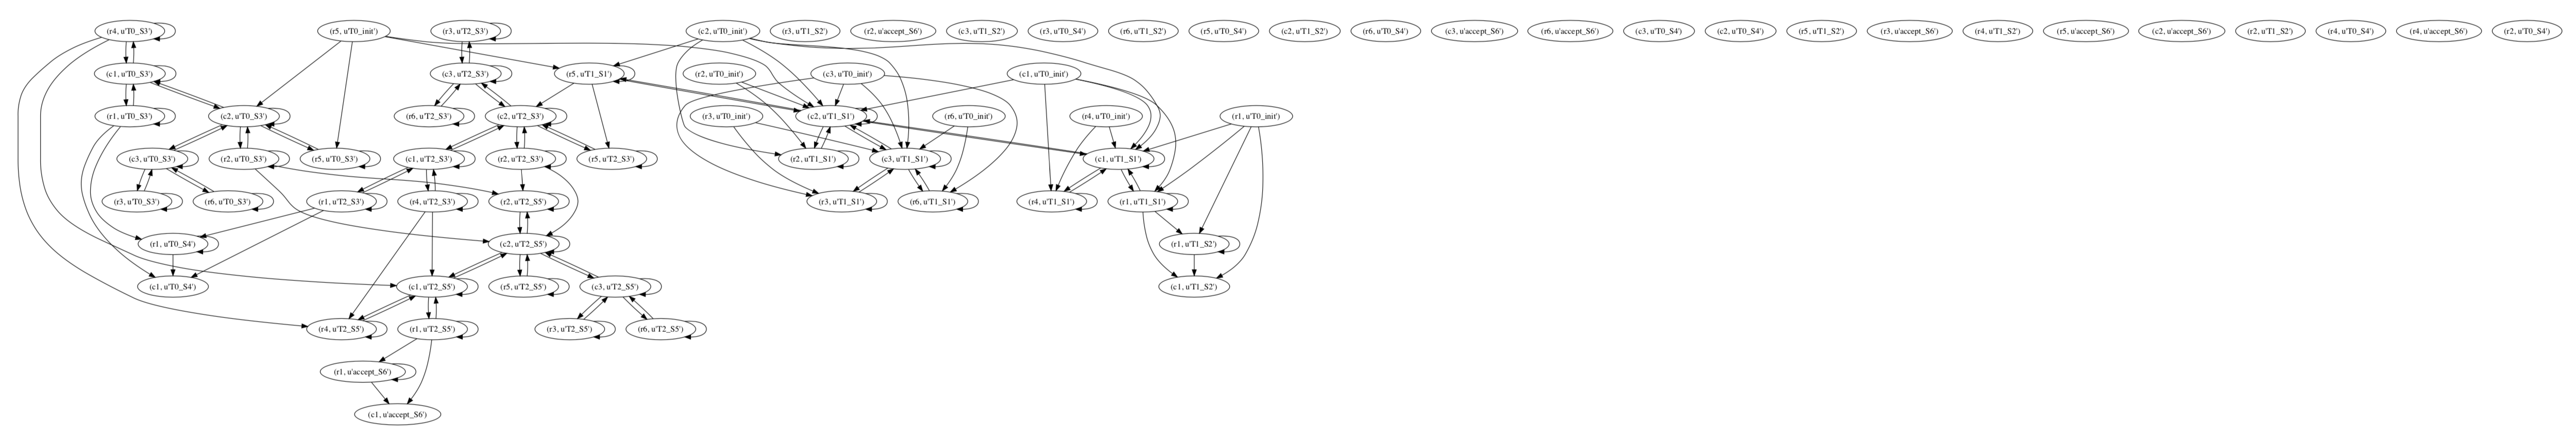 (r4, u'T0_S3') (r5, u'T0_init') (r3, u'T2_S3') (c2, u'T0_init') (r3, u'T1_S2') (r2, u'accept_S6') (c3, u'T1_S2') (r3, u'T0_S4') (r6, u'T1_S2') (r5, u'T0_S4') (c2, u'T1_S2') (r6, u'T0_S4') (c3, u'accept_S6') (r6, u'accept_S6') (c3, u'T0_S4') (c2, u'T0_S4') (r5, u'T1_S2') (r3, u'accept_S6') (r4, u'T1_S2') (r5, u'accept_S6') (c2, u'accept_S6') (r2, u'T1_S2') (r4, u'T0_S4') (r4, u'accept_S6') (r2, u'T0_S4')
(c1, u'T0_S3') (c3, u'T2_S3') (r5, u'T1_S1') (r2, u'T0_init') (c3, u'T0_init') (c1, u'T0_init')
(r1, u'T0_S3') (c2, u'T0_S3') (r6, u'T2_S3') (c2, u'T2_S3') (r3, u'T0_init') (c2, u'T1_S1') (r6, u'T0_init') (r4, u'T0_init') (r1, u'T0_init')
(c3, u'T0_S3') (r2, u'T0_S3') (r5, u'T0_S3') (c1, u'T2_S3') (r2, u'T2_S3') (r5, u'T2_S3') (r2, u'T1_S1') (c3, u'T1_S1') (c1, u'T1_S1')
(r3, u'T0_S3') (r6, u'T0_S3') (r1, u'T2_S3') (r4, u'T2_S3') (r2, u'T2_S5') (r3, u'T1_S1') (r6, u'T1_S1') (r4, u'T1_S1') (r1, u'T1_S1')
(r1, u'T0_S4') (c2, u'T2_S5') (r1, u'T1_S2')
(c1, u'T0_S4') (c1, u'T2_S5') (r5, u'T2_S5') (c3, u'T2_S5') (c1, u'T1_S2')
(r4, u'T2_S5') (r1, u'T2_S5') (r3, u'T2_S5') (r6, u'T2_S5')
(r1, u'accept_S6')
(c1, u'accept_S6')